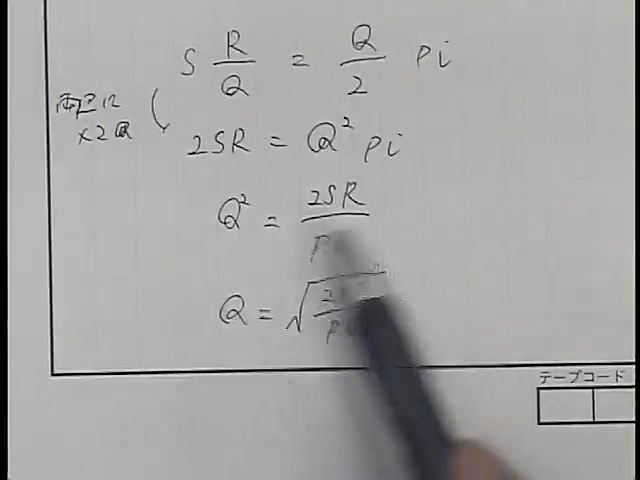 S R/Q = Q/2 Pi
両辺に
×2Q
2SR = Q² Pi
Q² = 2SR/P
Q = √
テープコード